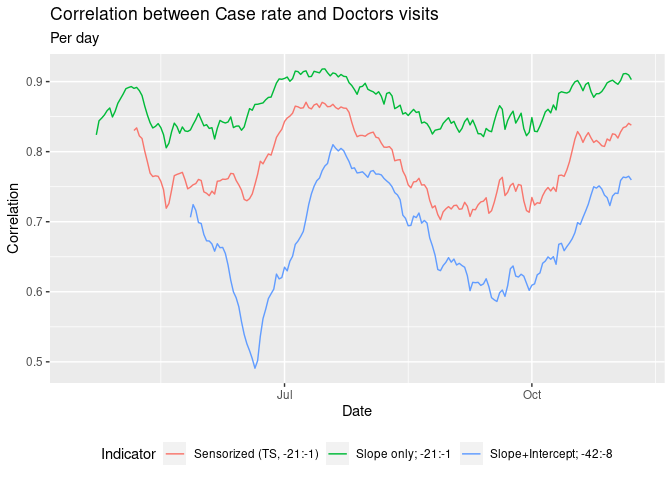 Correlation between Case rate and Doctors visits
Per day
0.9
0.8
0.7
0.6
0.5
Correlation
Jul
Oct
Date
Indicator
Sensorized (TS, -21:-1)
Slope only; -21:-1
Slope+Intercept; -42:-8